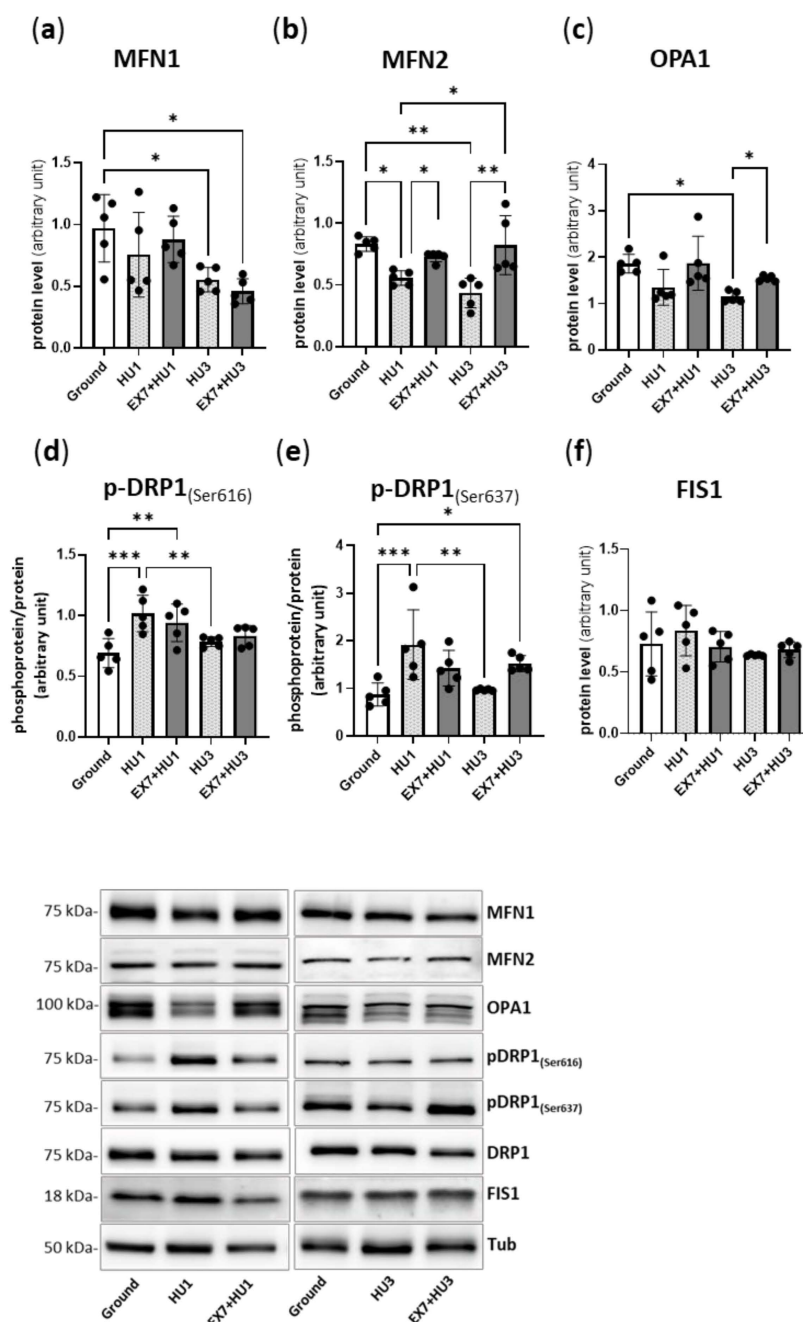 (a)
MFN1
*
*
protein level (arbitrary unit)
1.5
1.0
0.5
0.0
Ground
HU1
EX7+HU1
HU3
EX7+HU3
(b)
MFN2
*
**
*
*
**
protein level (arbitrary unit)
1.5
1.0
0.5
0.0
Ground
HU1
EX7+HU1
HU3
EX7+HU3
(c)
OPA1
*
*
protein level (arbitrary unit)
4
3
2
1
0
Ground
HU1
EX7+HU1
HU3
EX7+HU3
(d)
p-DRP1(Ser616)
**
***
**
phosphoprotein/protein
(arbitrary unit)
1.5
1.0
0.5
0.0
Ground
HU1
EX7+HU1
HU3
EX7+HU3
(e)
p-DRP1(Ser637)
*
***
**
phosphoprotein/protein
(arbitrary unit)
4
3
2
1
0
Ground
HU1
EX7+HU1
HU3
EX7+HU3
(f)
FIS1
protein level (arbitrary unit)
1.5
1.0
0.5
0.0
Ground
HU1
EX7+HU1
HU3
EX7+HU3
75 kDa- MFN1
75 kDa- MFN2
100 kDa- OPA1
75 kDa- pDRP1(Ser616)
75 kDa- pDRP1(Ser637)
75 kDa- DRP1
18 kDa- FIS1
50 kDa- Tub
Ground
HU1
EX7+HU1
Ground
HU3
EX7+HU3